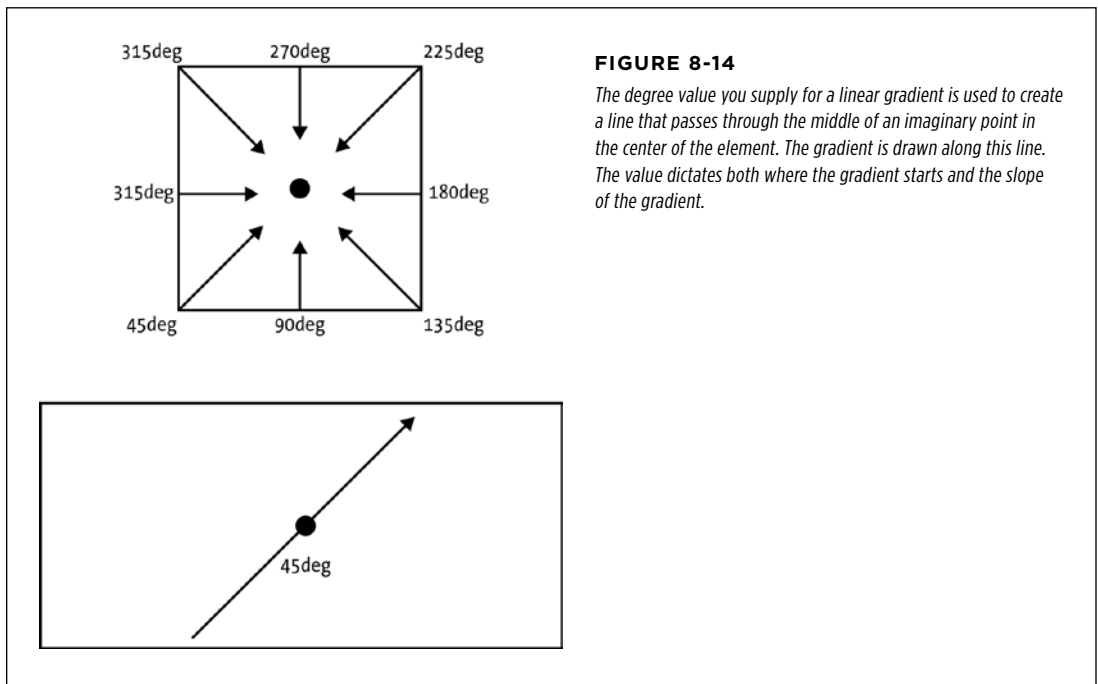 315deg 270deg 225deg
315deg 180deg
45deg 90deg 135deg
45deg
FIGURE 8-14
The degree value you supply for a linear gradient is used to create
a line that passes through the middle of an imaginary point in
the center of the element. The gradient is drawn along this line.
The value dictates both where the gradient starts and the slope
of the gradient.